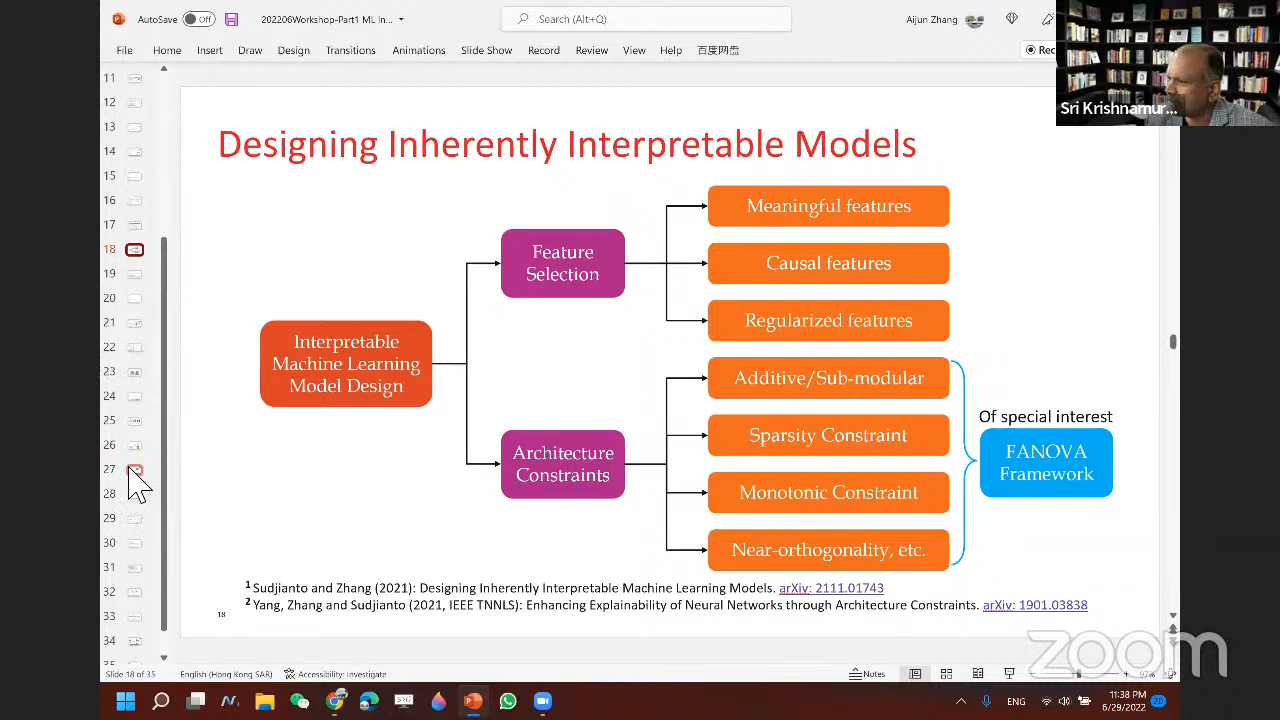 AutoSave Off 202206Workshop-Part1 ML In... Search (Alt+Q) Aijun Zhang
File Home Insert Draw Design Transitions Animations Slide Show Record Review View Help 百度网盘 Rec
Sri Krishnamur...
11
12
13
14
15
16
17
18
19
20
21
22
23
24
25
26
27
28
29
30
31
32
33
34
35
Designing Inherently Interpretable Models
Interpretable
Machine Learning
Model Design
Feature
Selection
Meaningful features
Causal features
Regularized features
Architecture
Constraints
Additive/Sub-modular
Sparsity Constraint
Monotonic Constraint
Near-orthogonality, etc.
Of special interest
FANOVA
Framework
1 Sudjianto and Zhang (2021): Designing Inherently Interpretable Machine Learning Models. arXiv: 2111.01743
2 Yang, Zhang and Sudjianto (2021, IEEE TNNLS): Enhancing Explainability of Neural Networks through Architecture Constraints. arXiv: 1901.03838
18
zoom
Slide 18 of 35 English (Hong Kong SAR) Accessibility: Investigate Notes 97%
ENG 11:38 PM
6/29/2022 20